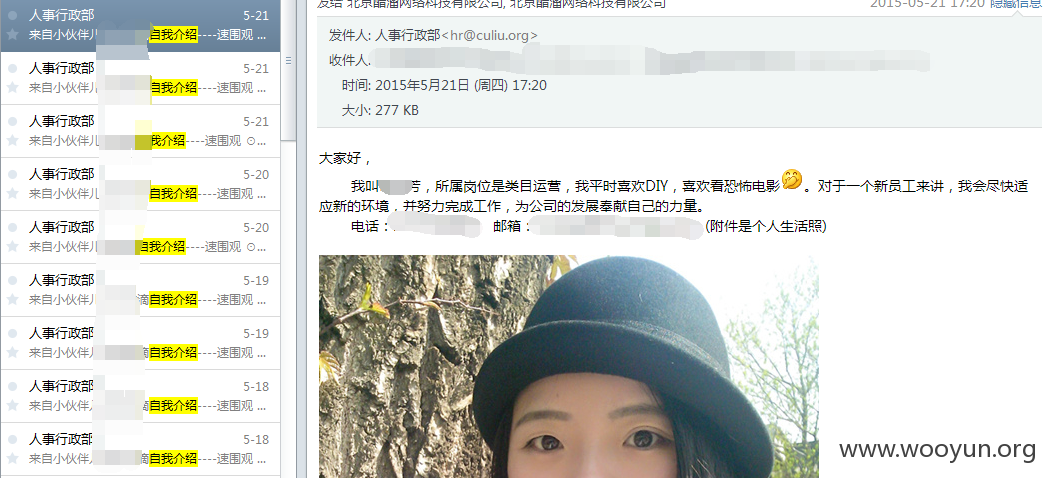 人事行政部 5-21
来自小伙伴儿 自我介绍----速围观 ...
人事行政部 5-21
来自小伙伴儿 自我介绍----速围观 ...
人事行政部 5-21
来自小伙伴儿 我介绍----速围观 ...
人事行政部 5-20
来自小伙伴儿 自我介绍----速围观 ...
人事行政部 5-20
来自小伙伴儿 自我介绍----速围观 ...
人事行政部 5-19
来自小伙伴儿 滴自我介绍----速围观 ...
人事行政部 5-19
来自小伙伴儿 自我介绍----速围观 ...
人事行政部 5-18
来自小伙伴儿 自我介绍----速围观 ...
人事行政部 5-18
来自小伙伴儿 自我介绍----速围观 ...
发给 北京醋溜网络科技有限公司, 北京醋溜网络科技有限公司 2015-05-21 17:20 隐藏信息
发件人: 人事行政部<hr@culiu.org>
收件人:
时间: 2015年5月21日 (周四) 17:20
大小: 277 KB
大家好，
我叫 芳，所属岗位是类目运营，我平时喜欢DIY，喜欢看恐怖电影 。对于一个新员工来讲，我会尽快适
应新的环境，并努力完成工作，为公司的发展奉献自己的力量。
电话： 邮箱： (附件是个人生活照)
www.wooyun.org